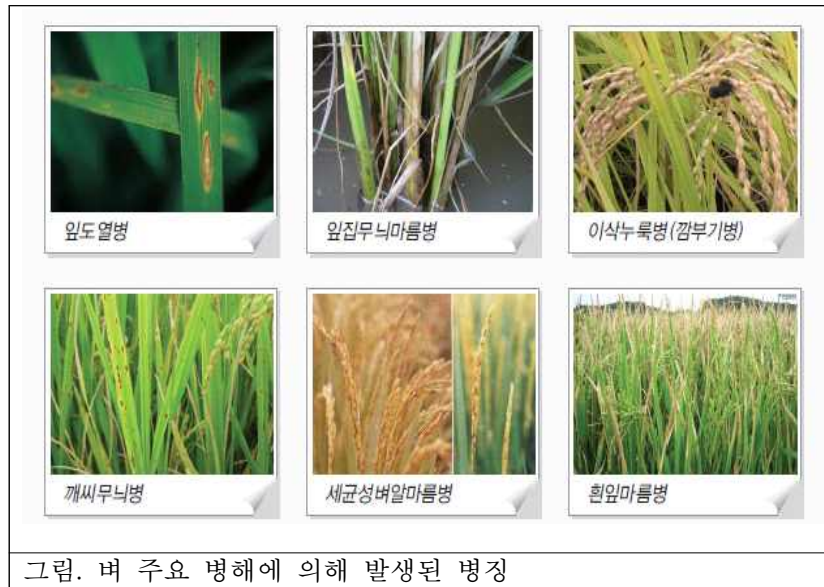 잎도열병
잎집무늬마름병
이삭누룩병(깜부기병)
깨씨무늬병
세균성벼알마름병
흰잎마름병
그림. 벼 주요 병해에 의해 발생된 병징